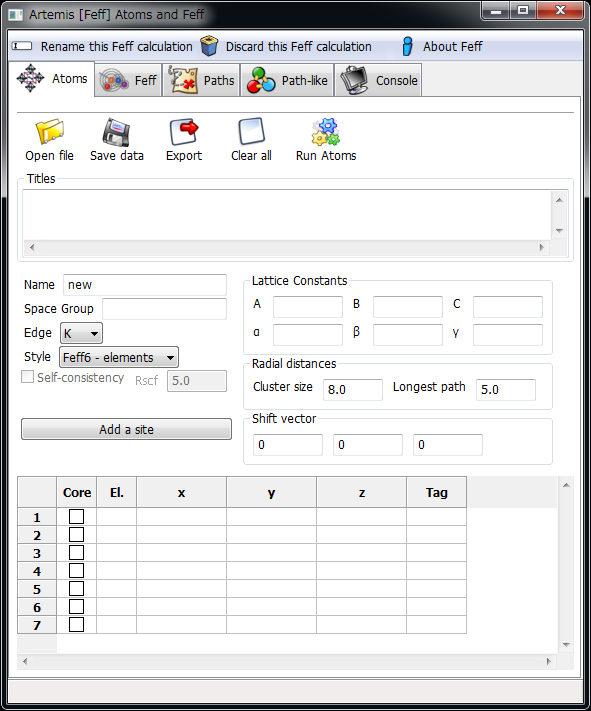 Artemis [Feff] Atoms and Feff
Rename this Feff calculation Discard this Feff calculation About Feff
Atoms Feff Paths Path-like Console
Open file Save data Export Clear all Run Atoms
Titles
Name new
Space Group
Edge K
Style Feff6 - elements
Self-consistency Rscf 5.0
Add a site
Lattice Constants
A B C
α β γ
Radial distances
Cluster size 8.0 Longest path 5.0
Shift vector
0 0 0
Core El. x y z Tag
1
2
3
4
5
6
7